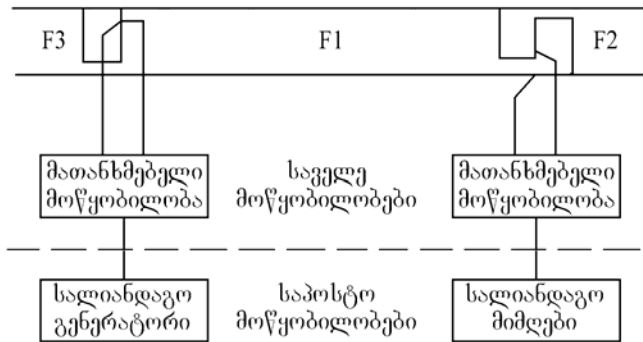 F3 F1 F2
მათანხმებელი
მოწყობილობა
საველე
მოწყობილობები
მათანხმებელი
მოწყობილობა
სალიანდაგო
გენერატორი
საპოსტო
მოწყობილობები
სალიანდაგო
მიმღები